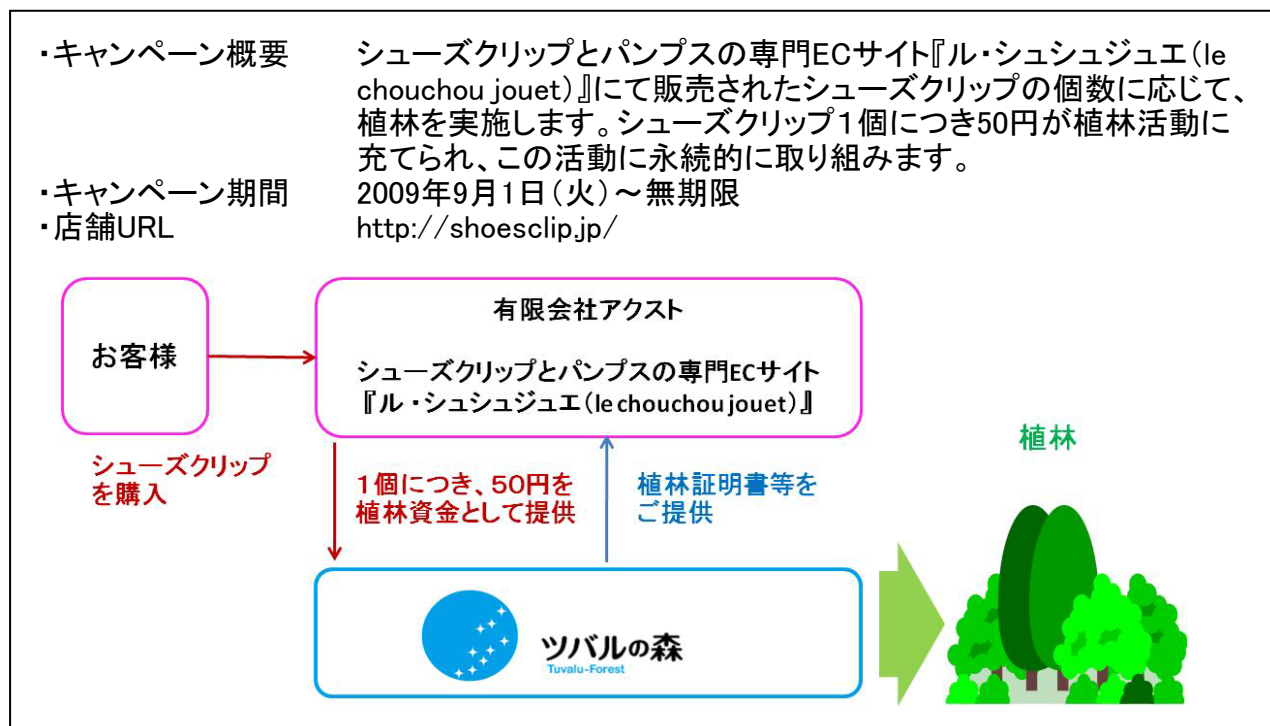 ・キャンペーン概要　シューズクリップとパンプスの専門ECサイト『ル・シュシュジュエ（le
chouchou jouet）』にて販売されたシューズクリップの個数に応じて、
植林を実施します。シューズクリップ１個につき50円が植林活動に
充てられ、この活動に永続的に取り組みます。
・キャンペーン期間　2009年9月1日（火）～無期限
・店舗URL　http://shoesclip.jp/
お客様
有限会社アクスト
シューズクリップとパンプスの専門ECサイト
『ル・シュシュジュエ（le chouchou jouet）』
シューズクリップ
を購入
１個につき、５０円を
植林資金として提供
植林証明書等を
ご提供
植林
ツバルの森
Tuvalu-Forest